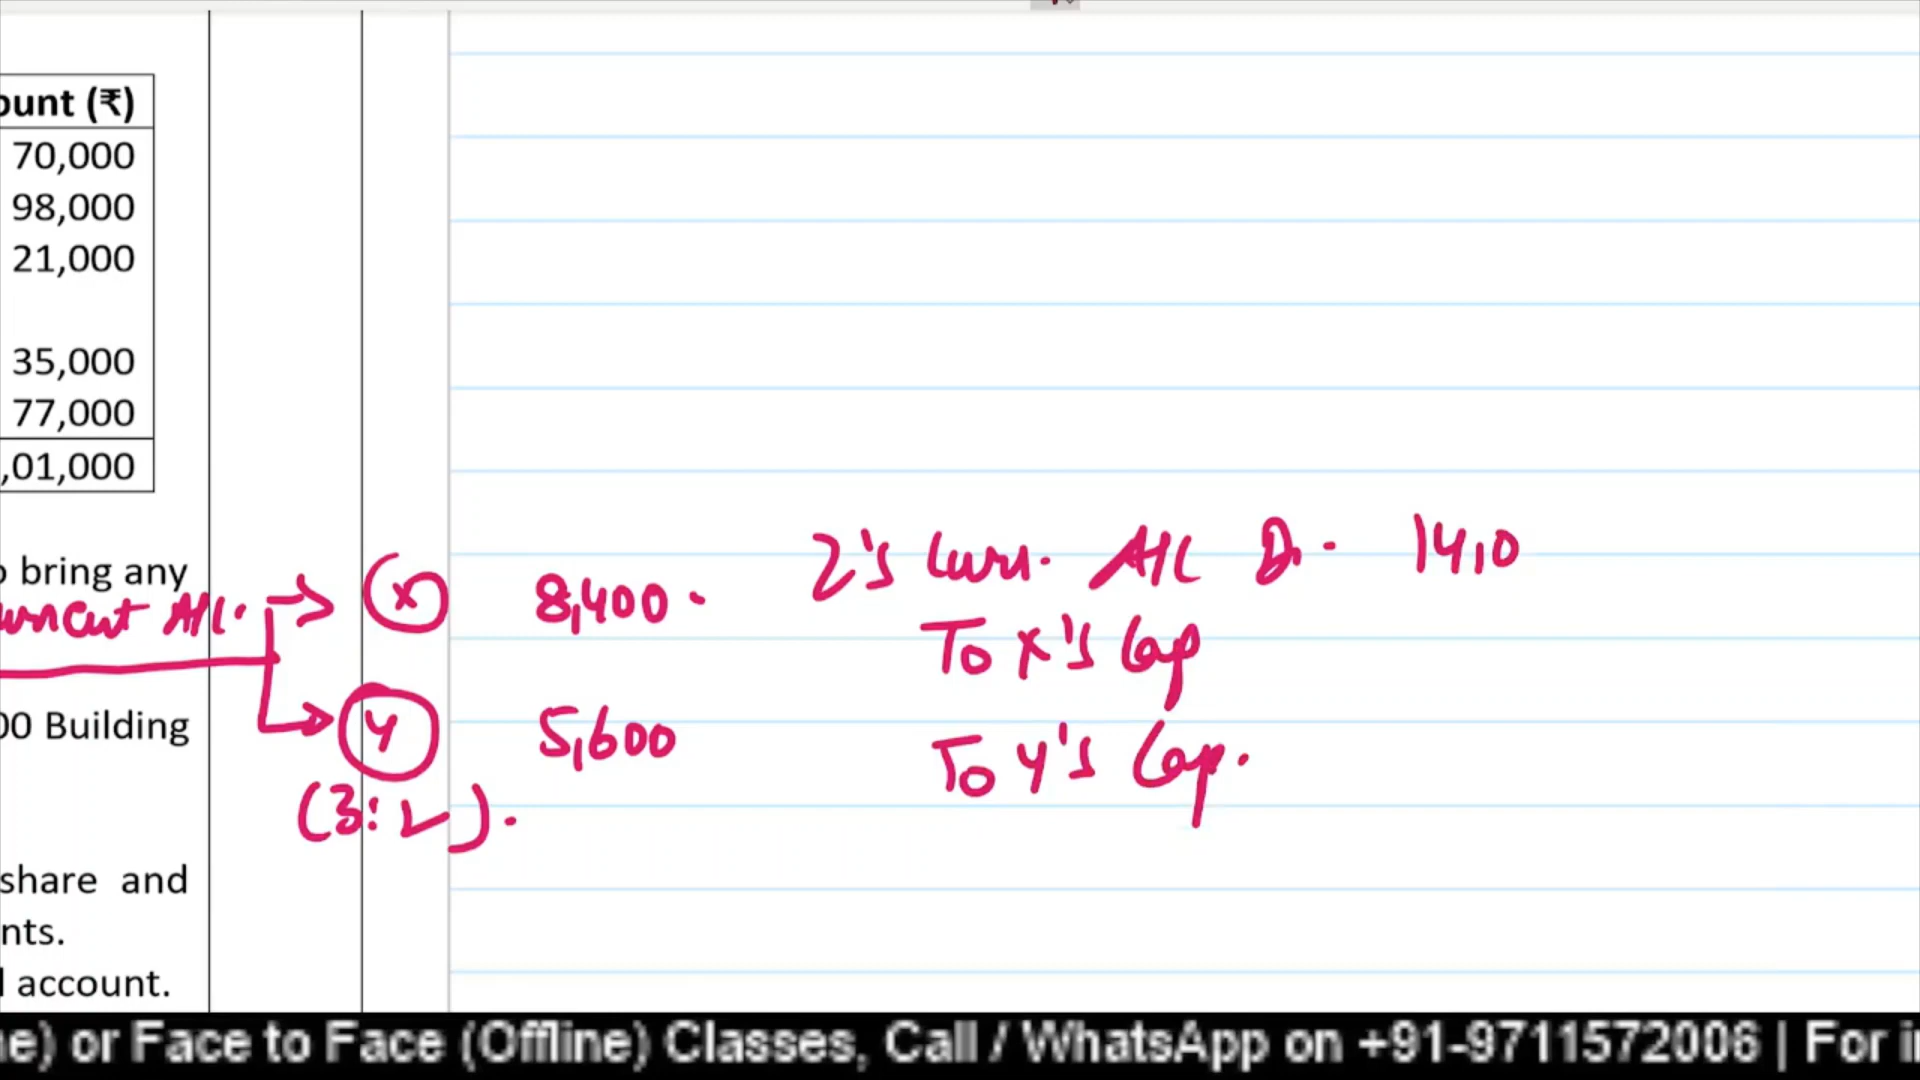 ount (₹)
70,000
98,000
21,000
35,000
77,000
,01,000
bring any
A/c.
00 Building
share and
nts.
account.
X 8,400
Y 5,600
(3:2).
Z's Curr. A/c Dr. 14,0
To X's Cap
To Y's Cap.
e) or Face to Face (Offline) Classes, Call / WhatsApp on +91-9711572006 | For i